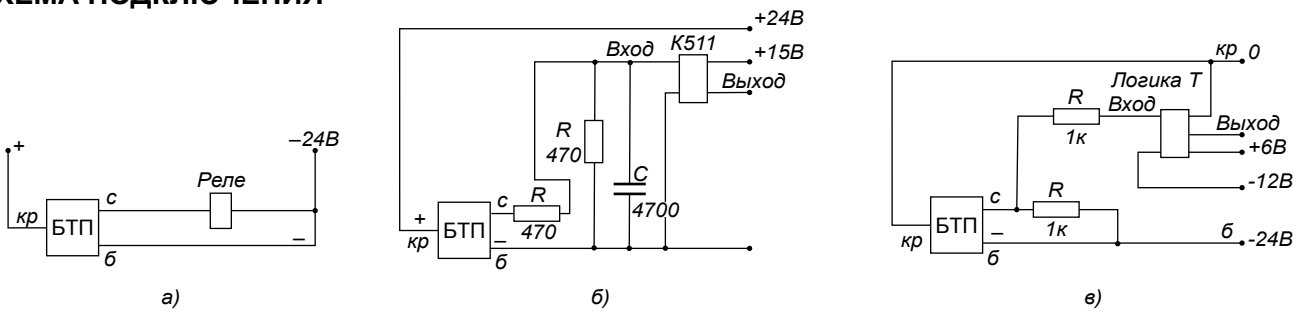 ХЕМА ПОДКЛЮЧЕНИЯ
+
–24В
Реле
кр
БТП
с
–
б
а)
+24В
Вход
К511
+15В
Выход
R
470
C
4700
+
кр
БТП
с
R
470
–
б
б)
кр 0
Логика Т
R
Вход
1к
Выход
+6В
-12В
с
R
БТП
кр
–
1к
б
б
-24В
в)